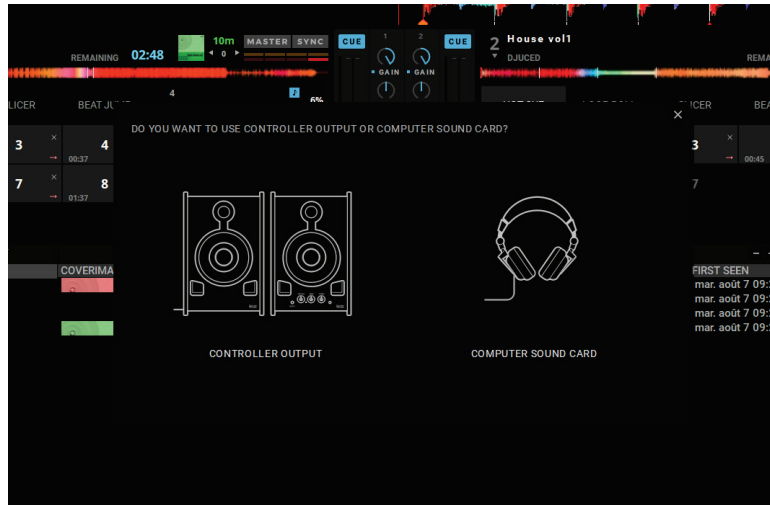 10m
MASTER SYNC
CUE
1
2
CUE
2
House vol1
REMAINING
02:48
0
GAIN
GAIN
DJUCED
4
6%
LICER
BEAT JU
LICER
BEA
DO YOU WANT TO USE CONTROLLER OUTPUT OR COMPUTER SOUND CARD?
3
4
00:37
3
00:45
7
8
01:37
7
COVERIMA
FIRST SEEN
mar. août 7 09:
mar. août 7 09:
mar. août 7 09:
mar. août 7 09:
CONTROLLER OUTPUT
COMPUTER SOUND CARD